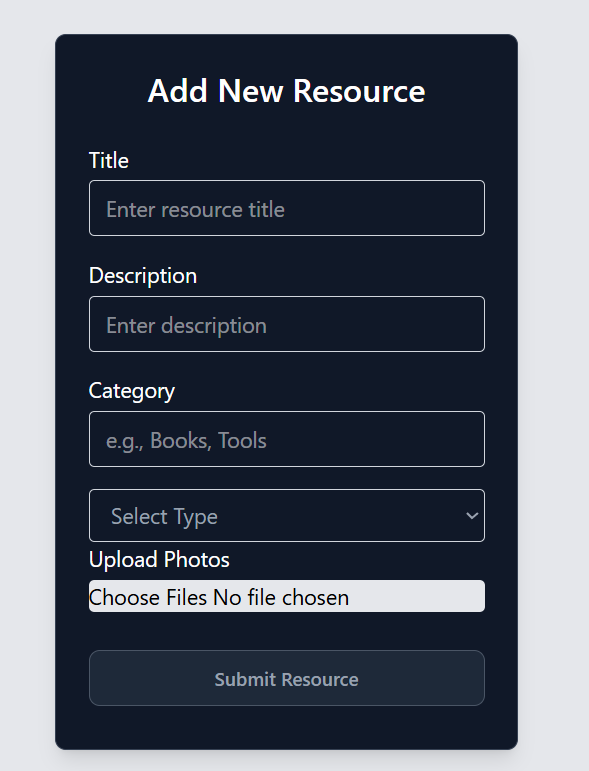 Add New Resource
Title
Enter resource title
Description
Enter description
Category
e.g., Books, Tools
Select Type
Upload Photos
Choose Files No file chosen
Submit Resource